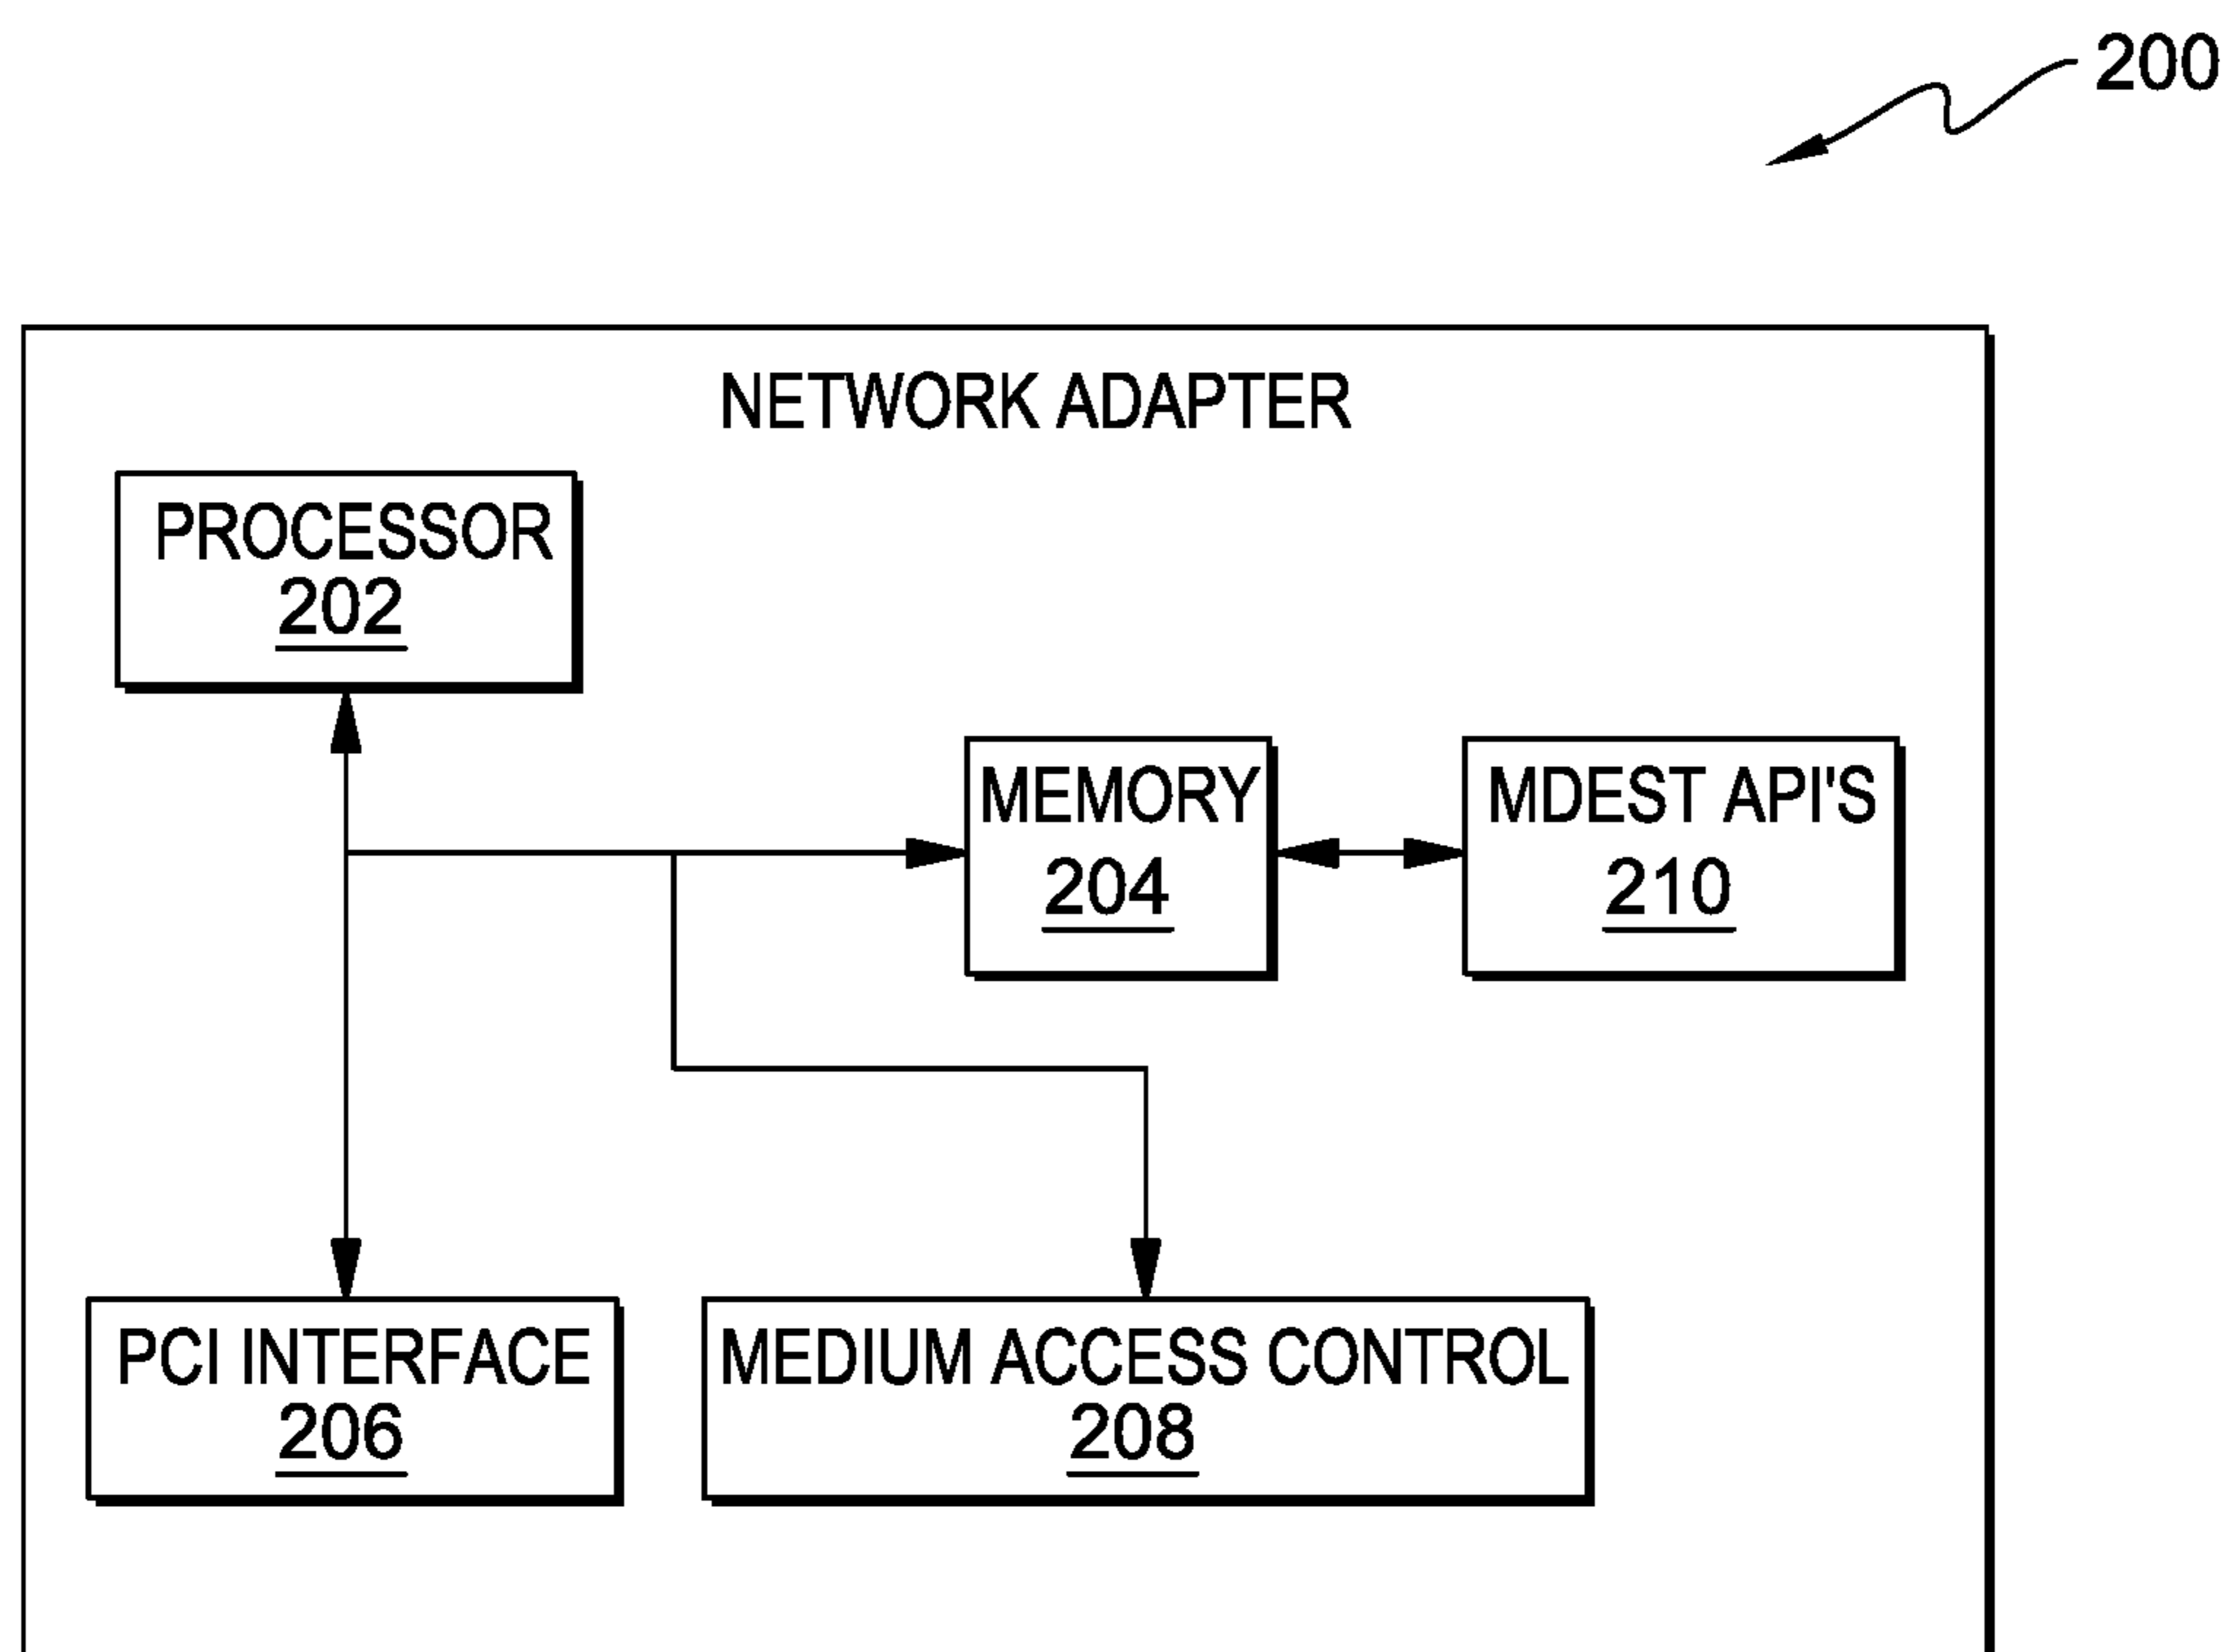 200
NETWORK ADAPTER
PROCESSOR
202
MEMORY
204
MDEST API'S
210
PCI INTERFACE
206
MEDIUM ACCESS CONTROL
208